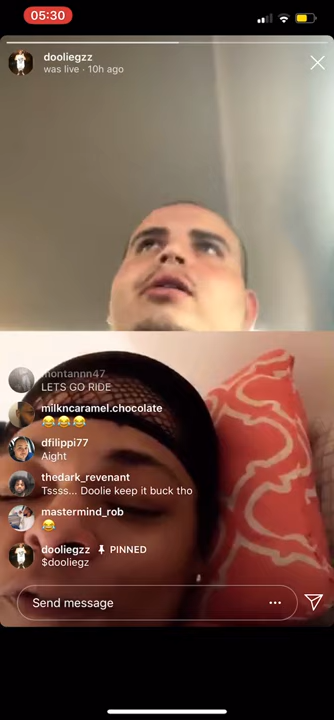 05:30
dooliegzz
was live · 10h ago
montannn47
LETS GO RIDE
milkncaramel.chocolate
😂😂😂
dfilippi77
Aight
thedark_revenant
Tssss... Doolie keep it buck tho
mastermind_rob
😂
dooliegzz PINNED
$dooliegz
Send message